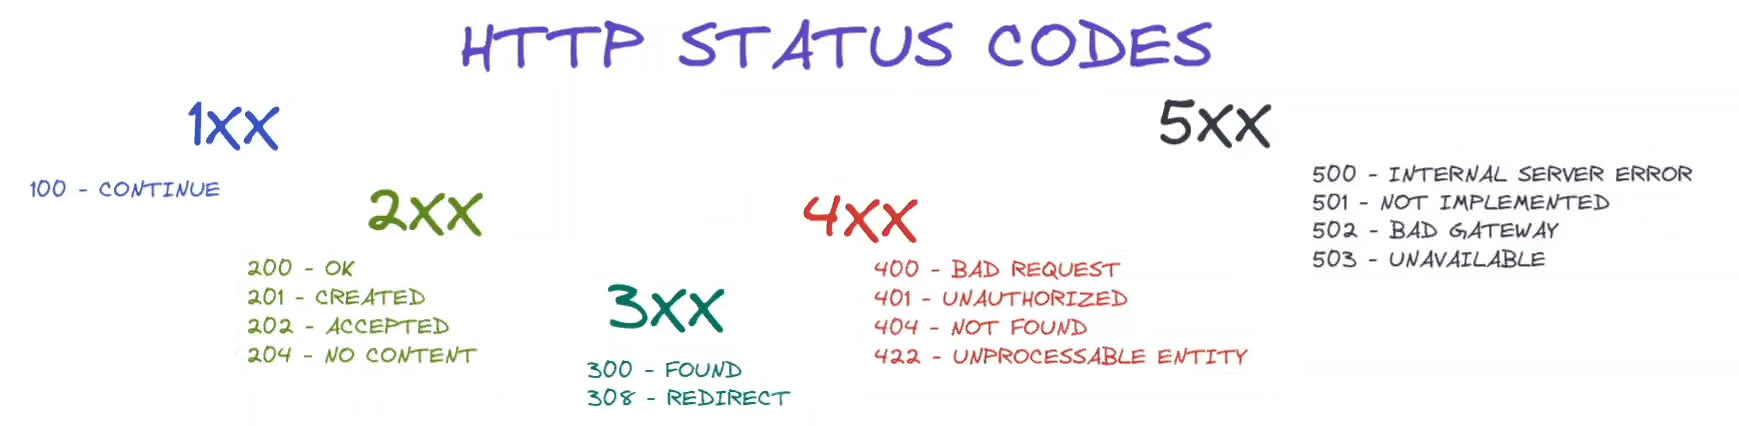 HTTP STATUS CODES
1XX
100 - CONTINUE
2XX
200 - OK
201 - CREATED
202 - ACCEPTED
204 - NO CONTENT
3XX
300 - FOUND
308 - REDIRECT
4XX
400 - BAD REQUEST
401 - UNAUTHORIZED
404 - NOT FOUND
422 - UNPROCESSABLE ENTITY
5XX
500 - INTERNAL SERVER ERROR
501 - NOT IMPLEMENTED
502 - BAD GATEWAY
503 - UNAVAILABLE